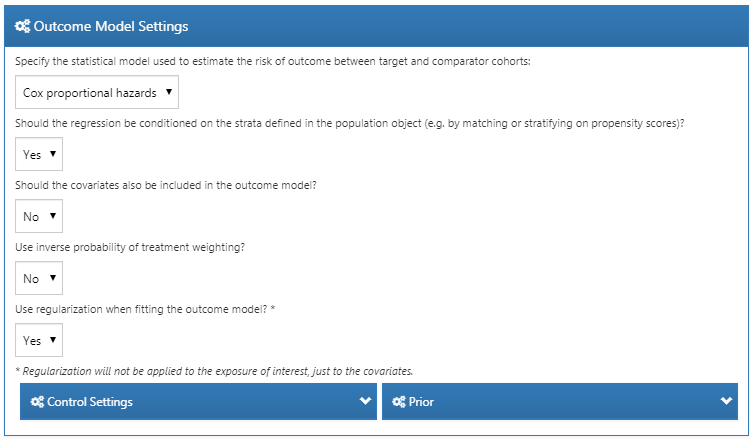 Outcome Model Settings
Specify the statistical model used to estimate the risk of outcome between target and comparator cohorts:
Cox proportional hazards
Should the regression be conditioned on the strata defined in the population object (e.g. by matching or stratifying on propensity scores)?
Yes
Should the covariates also be included in the outcome model?
No
Use inverse probability of treatment weighting?
No
Use regularization when fitting the outcome model? *
Yes
* Regularization will not be applied to the exposure of interest, just to the covariates.
Control Settings
Prior